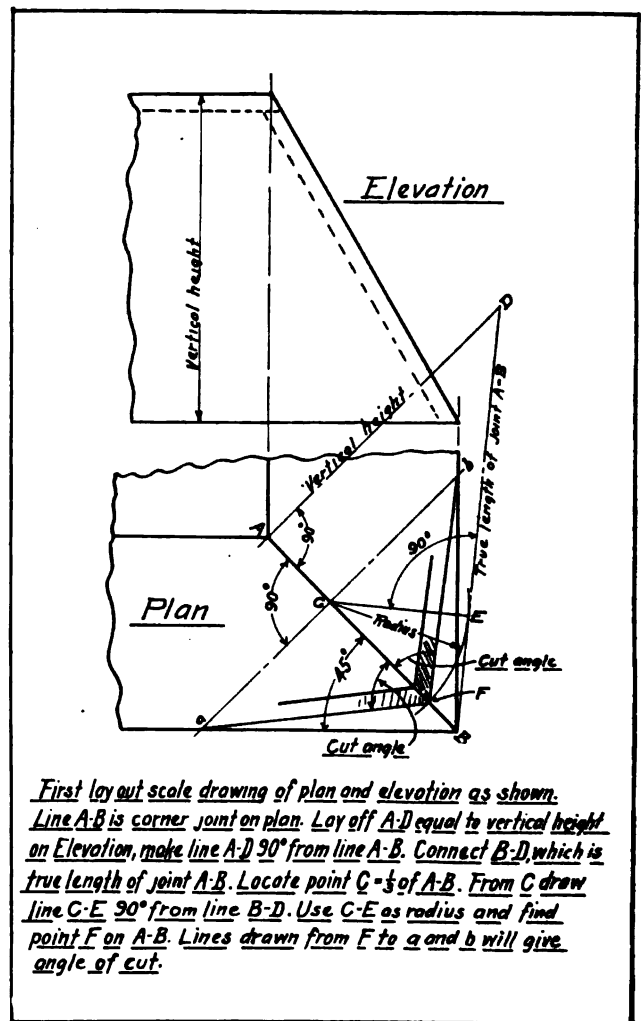 Elevation
Vertical height
D
True length of joint A-B
Vertical height
b
A
90°
90°
90°
C
E
Plan
Radius
45°
Cut angle
F
a
B
Cut angle
First lay out scale drawing of plan and elevation as shown.
Line A-B is corner joint on plan. Lay off A-D equal to vertical height
on Elevation, make line A-D 90° from line A-B. Connect B-D, which is
true length of joint A-B. Locate point C = ⅓ of A-B. From C draw
line C-E 90° from line B-D. Use C-E as radius and find
point F on A-B. Lines drawn from F to a and b will give
angle of cut.